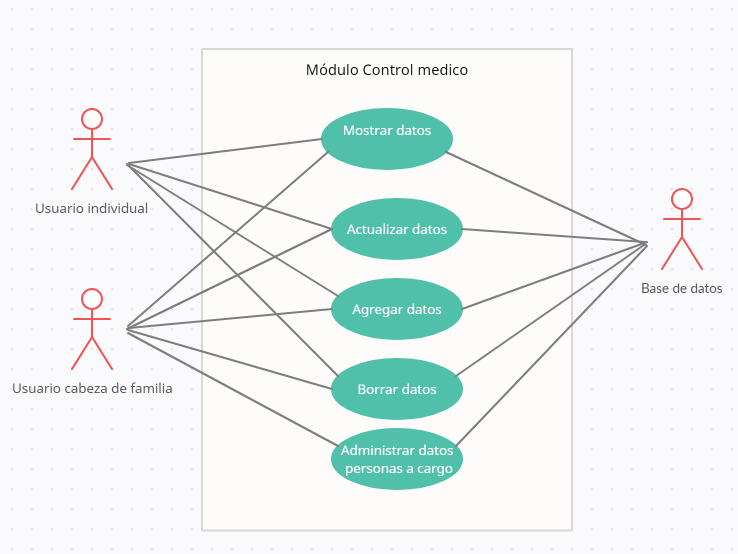 Módulo Control medico
Mostrar datos
Usuario individual
Actualizar datos
Base de datos
Agregar datos
Usuario cabeza de familia
Borrar datos
Administrar datos
personas a cargo